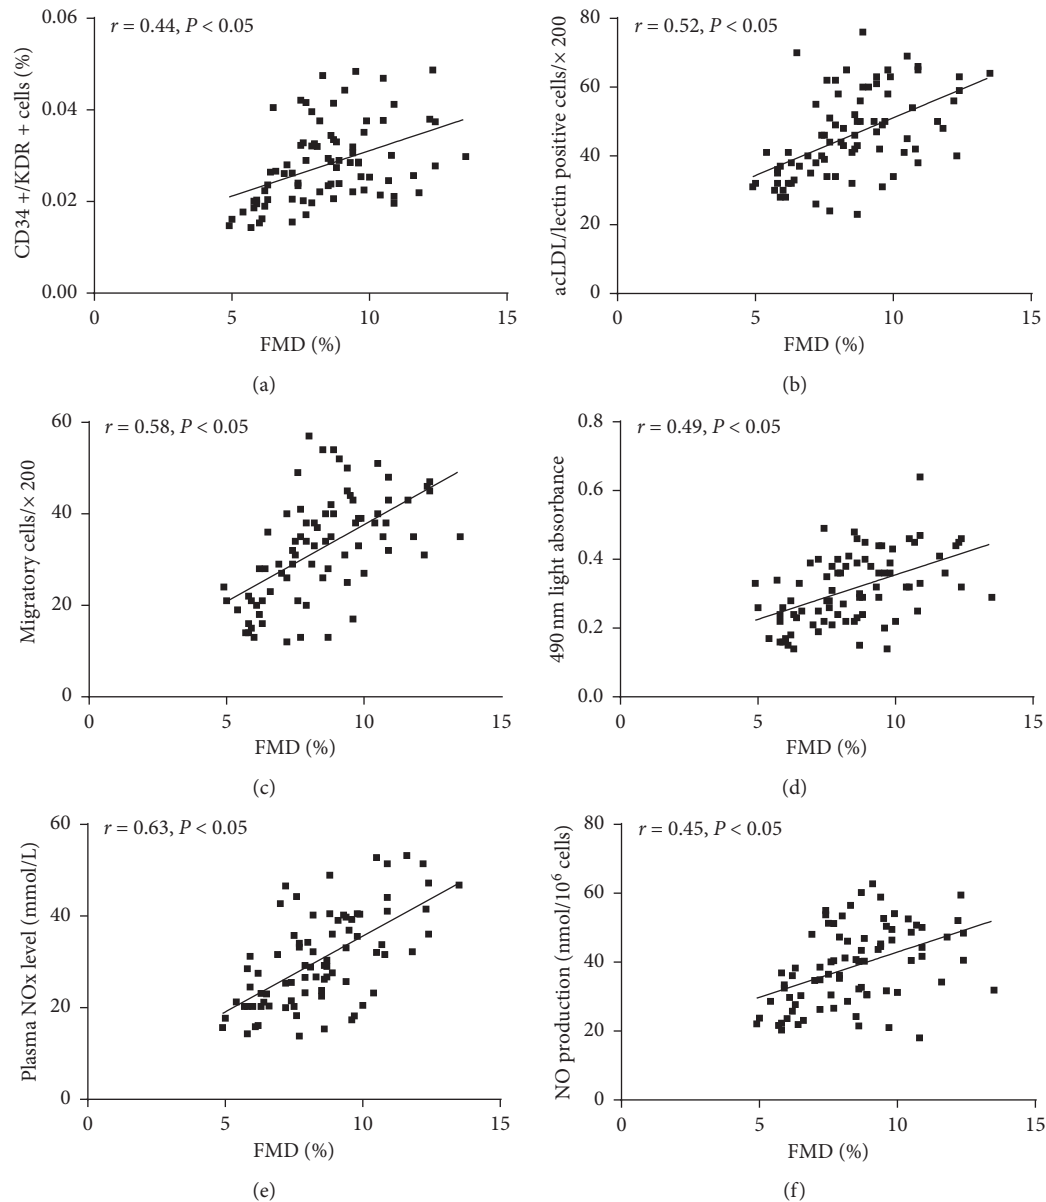 r = 0.44, P < 0.05
CD34 +/KDR + cells (%)
0.06
0.04
0.02
0.00
0 5 10 15
FMD (%)
(a)
r = 0.52, P < 0.05
acLDL/lectin positive cells/× 200
80
60
40
20
0
0 5 10 15
FMD (%)
(b)
r = 0.58, P < 0.05
Migratory cells/× 200
60
40
20
0
0 5 10 15
FMD (%)
(c)
r = 0.49, P < 0.05
490 nm light absorbance
0.8
0.6
0.4
0.2
0.0
0 5 10 15
FMD (%)
(d)
r = 0.63, P < 0.05
Plasma NOx level (mmol/L)
60
40
20
0
0 5 10 15
FMD (%)
(e)
r = 0.45, P < 0.05
NO production (nmol/10⁶ cells)
80
60
40
20
0
0 5 10 15
FMD (%)
(f)